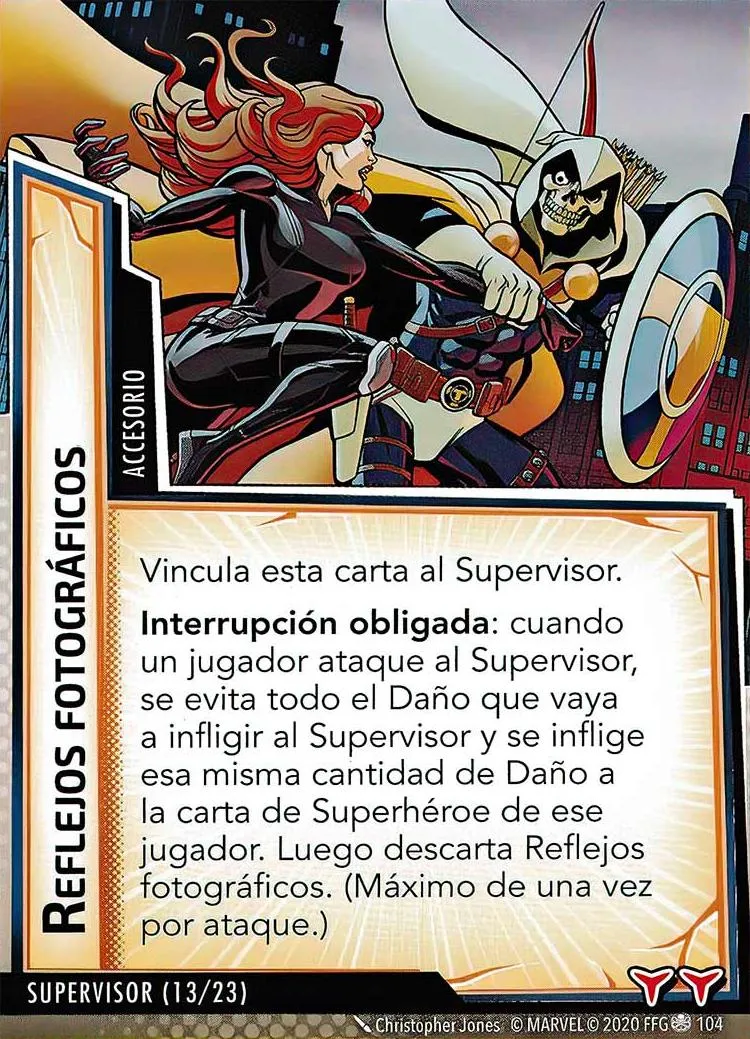 ACCESORIO
REFLEJOS FOTOGRÁFICOS
Vincula esta carta al Supervisor.
Interrupción obligada: cuando
un jugador ataque al Supervisor,
se evita todo el Daño que vaya
a infligir al Supervisor y se inflige
esa misma cantidad de Daño a
la carta de Superhéroe de ese
jugador. Luego descarta Reflejos
fotográficos. (Máximo de una vez
por ataque.)
SUPERVISOR (13/23)
Christopher Jones © MARVEL © 2020 FFG 104